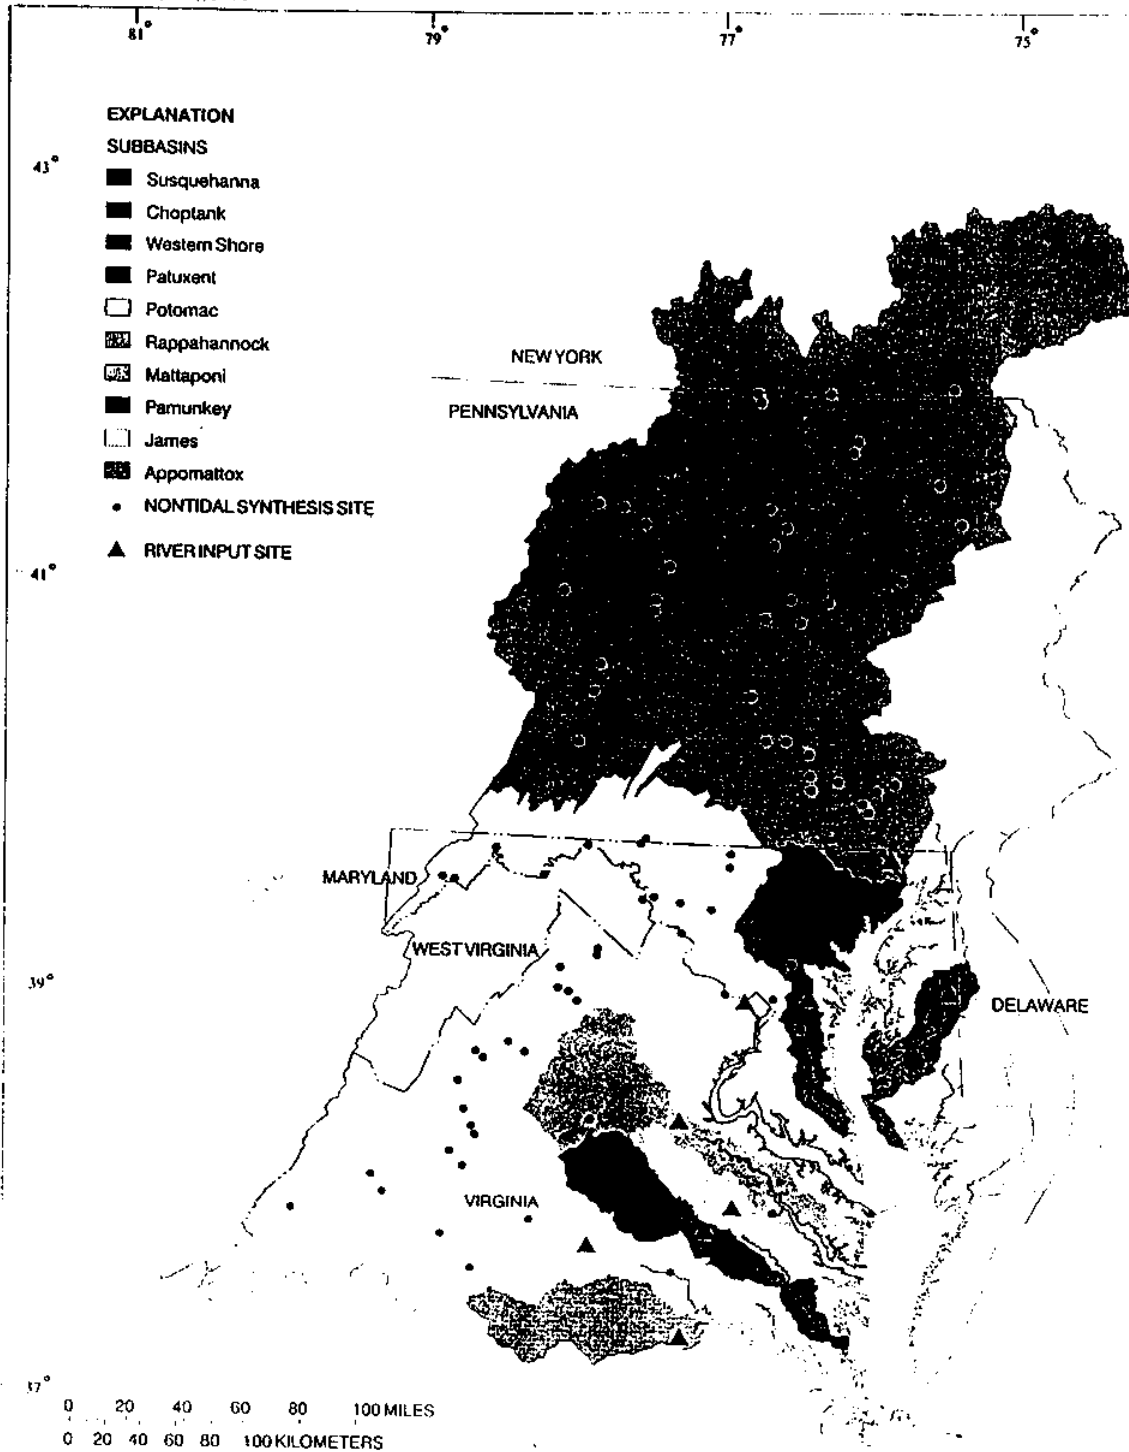 81°
79°
77°
75°
EXPLANATION
SUBBASINS
43°
Susquehanna
Choptank
Western Shore
Patuxent
Potomac
Rappahannock
Mattaponi
Pamunkey
James
Appomattox
NONTIDAL SYNTHESIS SITE
RIVER INPUT SITE
NEW YORK
PENNSYLVANIA
41°
MARYLAND
WEST VIRGINIA
39°
DELAWARE
VIRGINIA
37°
0 20 40 60 80 100 MILES
0 20 40 60 80 100 KILOMETERS